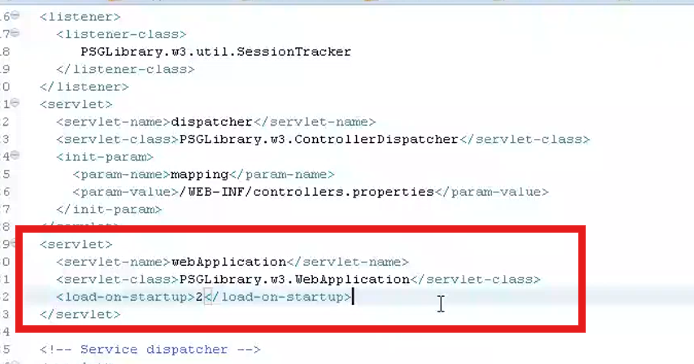 6 <listener>
7 <listener-class>
8 PSGLibrary.w3.util.SessionTracker
9 </listener-class>
0 </listener>
1 <servlet>
2 <servlet-name>dispatcher</servlet-name>
3 <servlet-class>PSGLibrary.w3.ControllerDispatcher</servlet-class>
4 <init-param>
5 <param-name>mapping</param-name>
6 <param-value>/WEB-INF/controllers.properties</param-value>
7 </init-param>
8 </servlet>
9 <servlet>
0 <servlet-name>webApplication</servlet-name>
1 <servlet-class>PSGLibrary.w3.WebApplication</servlet-class>
2 <load-on-startup>2</load-on-startup>
3 </servlet>
4
5 <!-- Service dispatcher -->